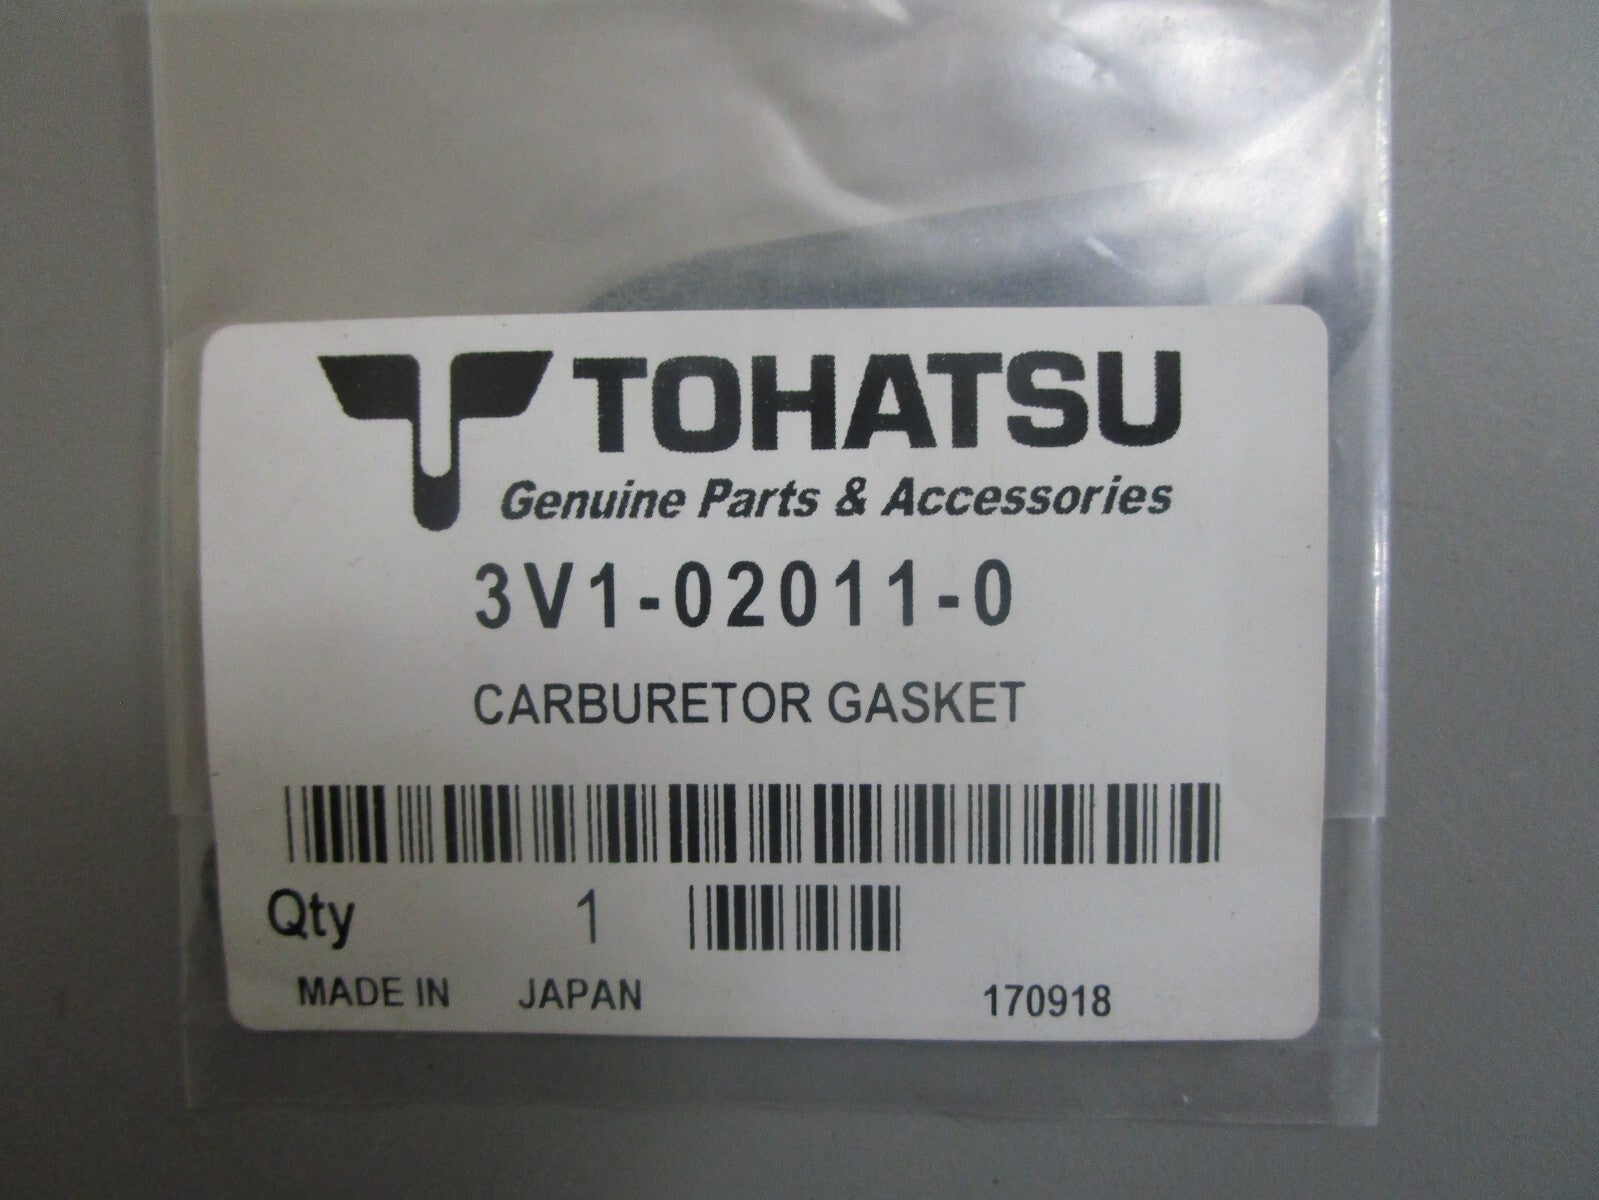 TOHATSU
Genuine Parts & Accessories
3V1-02011-0
CARBURETOR GASKET
Qty 1
MADE IN JAPAN 170918